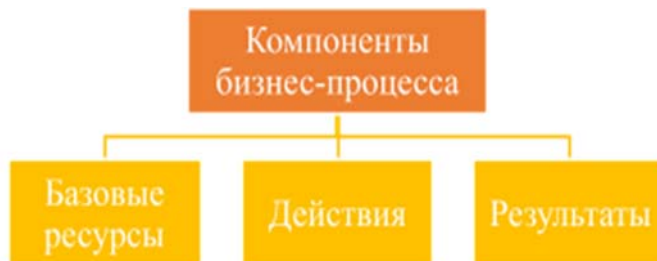 Компоненты
бизнес-процесса
Базовые
ресурсы
Действия
Результаты